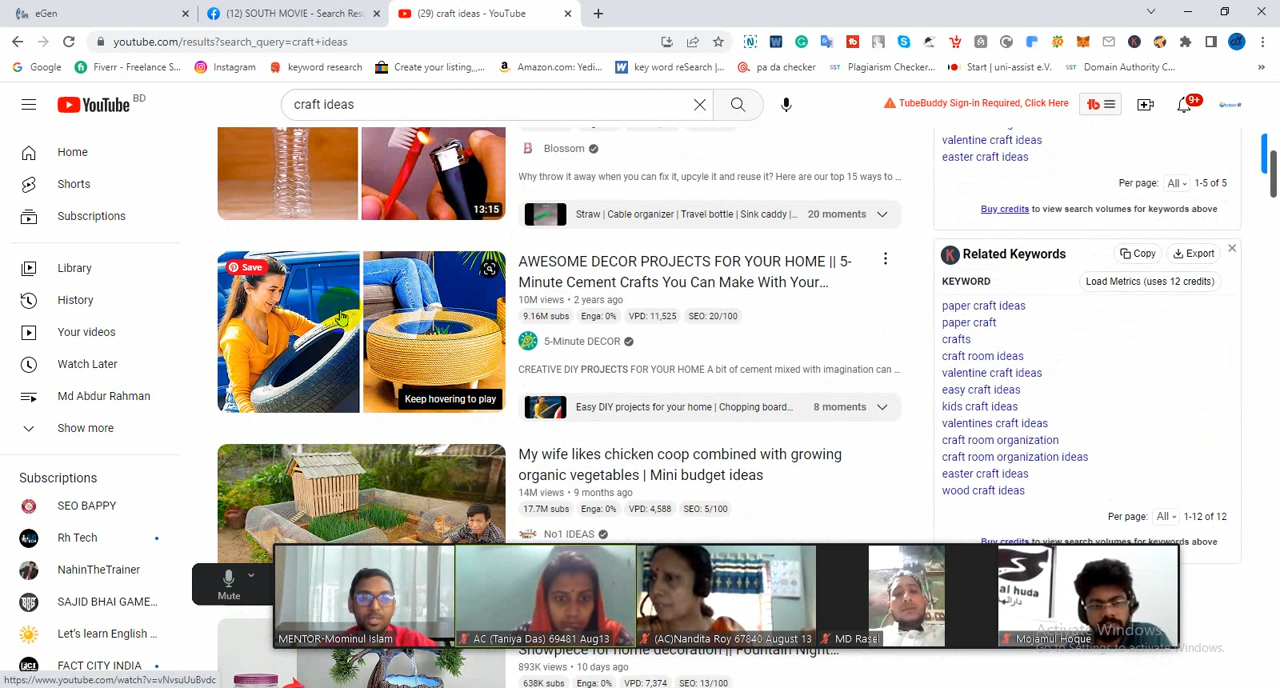 eGen
(12) SOUTH MOVIE - Search Res
(29) craft ideas - YouTube
youtube.com/results?search_query=craft+ideas
Google
Fiverr - Freelance S...
Instagram
keyword research
Create your listing,...
Amazon.com: Yedi...
key word reSearch |...
pa da checker
SST Plagiarism Checker...
Start | uni-assist e.V.
SST Domain Authority C...
YouTube BD
craft ideas
TubeBuddy Sign-in Required, Click Here
9+
Home
Shorts
Subscriptions
Library
History
Your videos
Watch Later
Md Abdur Rahman
Show more
Subscriptions
SEO BAPPY
Rh Tech
NahinTheTrainer
SAJID BHAI GAME...
Let's learn English ...
FACT CITY INDIA
13:15
Blossom
Why throw it away when you can fix it, upcyle it and reuse it? Here are our top 15 ways to ...
Straw | Cable organizer | Travel bottle | Sink caddy |...
20 moments
Save
Keep hovering to play
AWESOME DECOR PROJECTS FOR YOUR HOME || 5-
Minute Cement Crafts You Can Make With Your...
10M views • 2 years ago
9.16M subs Enga: 0% VPD: 11,525 SEO: 20/100
5-Minute DECOR
CREATIVE DIY PROJECTS FOR YOUR HOME A bit of cement mixed with imagination can ...
Easy DIY projects for your home | Chopping board...
8 moments
My wife likes chicken coop combined with growing
organic vegetables | Mini budget ideas
14M views • 9 months ago
17.7M subs Enga: 0% VPD: 4,588 SEO: 5/100
No1 IDEAS
Showpiece for home decoration || Fountain Night...
893K views • 10 days ago
638K subs Enga: 0% VPD: 7,374 SEO: 13/100
valentine craft ideas
easter craft ideas
Per page: All 1-5 of 5
Buy credits to view search volumes for keywords above
Related Keywords
Copy
Export
KEYWORD
Load Metrics (uses 12 credits)
paper craft ideas
paper craft
crafts
craft room ideas
valentine craft ideas
easy craft ideas
kids craft ideas
valentines craft ideas
craft room organization
craft room organization ideas
easter craft ideas
wood craft ideas
Per page: All 1-12 of 12
Buy credits to view search volumes for keywords above
Mute
MENTOR-Mominul Islam
AC (Taniya Das) 69481 Aug13
(AC)Nandita Roy 67840 August 13
MD Rasel
al huda
Mojamul Hoque
Activate Windows
Go to Settings to activate Windows.
https://www.youtube.com/watch?v=vNvsuUuBvdc